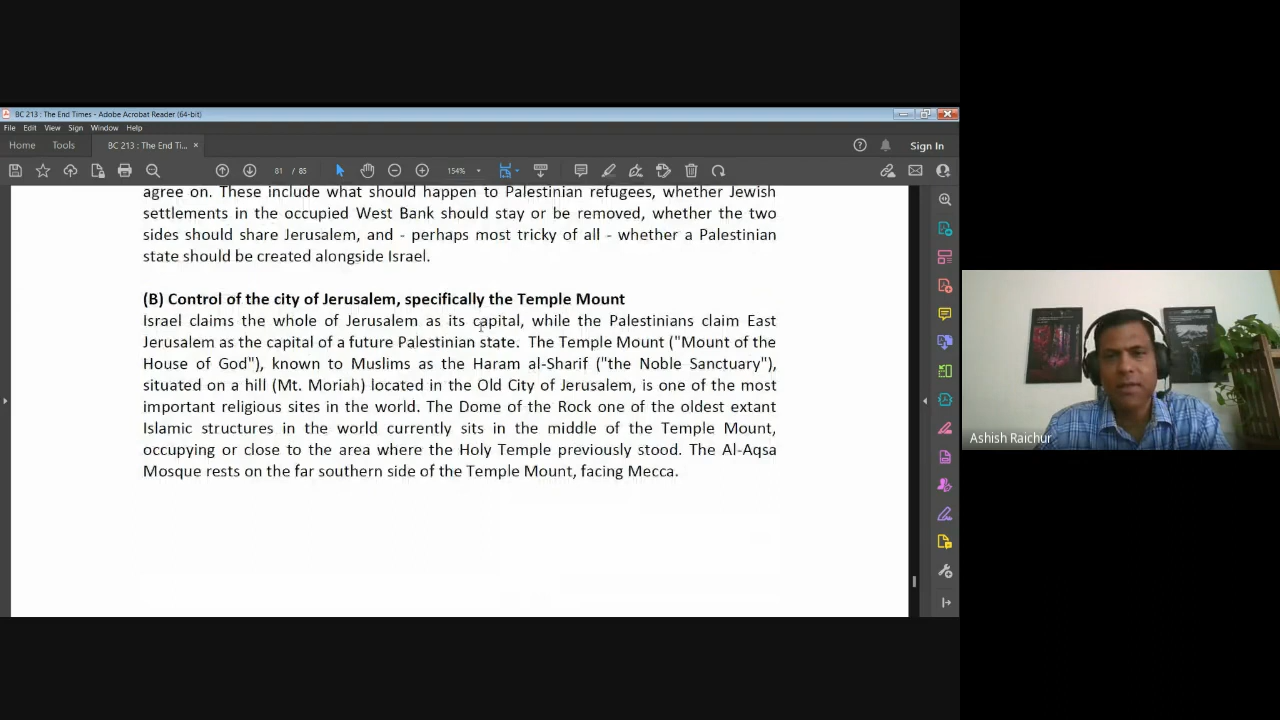 BC 213 : The End Times - Adobe Acrobat Reader (64-bit)
File Edit View Sign Window Help
Home Tools BC 213 : The End Ti... × Sign In
81 / 85 154%
agree on. These include what should happen to Palestinian refugees, whether Jewish
settlements in the occupied West Bank should stay or be removed, whether the two
sides should share Jerusalem, and - perhaps most tricky of all - whether a Palestinian
state should be created alongside Israel.
(B) Control of the city of Jerusalem, specifically the Temple Mount
Israel claims the whole of Jerusalem as its capital, while the Palestinians claim East
Jerusalem as the capital of a future Palestinian state. The Temple Mount ("Mount of the
House of God"), known to Muslims as the Haram al-Sharif ("the Noble Sanctuary"),
situated on a hill (Mt. Moriah) located in the Old City of Jerusalem, is one of the most
important religious sites in the world. The Dome of the Rock one of the oldest extant
Islamic structures in the world currently sits in the middle of the Temple Mount,
occupying or close to the area where the Holy Temple previously stood. The Al-Aqsa
Mosque rests on the far southern side of the Temple Mount, facing Mecca.
Ashish Raichur